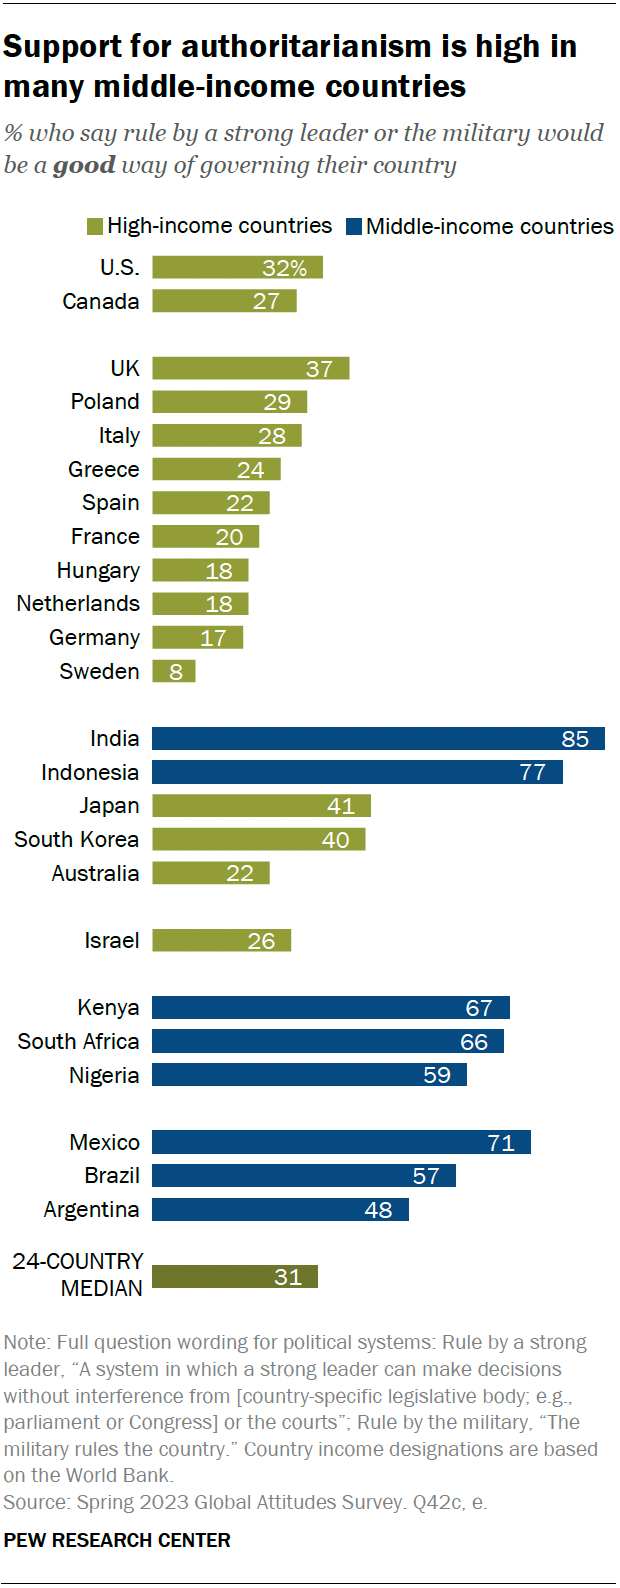 Support for authoritarianism is high in
many middle-income countries
% who say rule by a strong leader or the military would
be a good way of governing their country
High-income countries Middle-income countries
U.S. 32%
Canada 27
UK 37
Poland 29
Italy 28
Greece 24
Spain 22
France 20
Hungary 18
Netherlands 18
Germany 17
Sweden 8
India 85
Indonesia 77
Japan 41
South Korea 40
Australia 22
Israel 26
Kenya 67
South Africa 66
Nigeria 59
Mexico 71
Brazil 57
Argentina 48
24-COUNTRY
MEDIAN 31
Note: Full question wording for political systems: Rule by a strong
leader, “A system in which a strong leader can make decisions
without interference from [country-specific legislative body; e.g.,
parliament or Congress] or the courts”; Rule by the military, “The
military rules the country.” Country income designations are based
on the World Bank.
Source: Spring 2023 Global Attitudes Survey. Q42c, e.
PEW RESEARCH CENTER